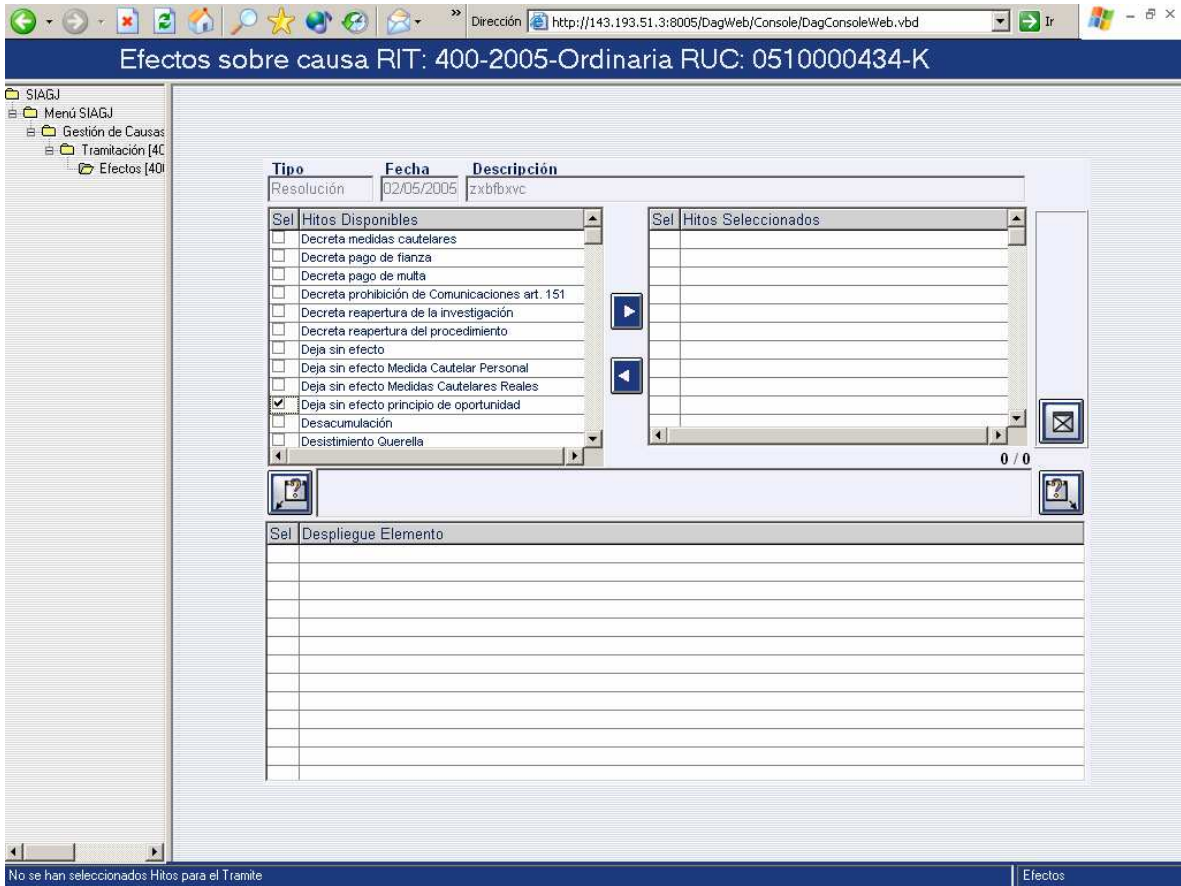 » Dirección http://143.193.51.3:8005/DagWeb/Console/DagConsoleWeb.vbd Ir
Efectos sobre causa RIT: 400-2005-Ordinaria RUC: 0510000434-K
SIAGJ
Menú SIAGJ
Gestión de Causas
Tramitación [40
Efectos [400
Tipo Fecha Descripción
Resolución 02/05/2005 zxbfbxvc
Sel Hitos Disponibles
Decreta medidas cautelares
Decreta pago de fianza
Decreta pago de multa
Decreta prohibición de Comunicaciones art. 151
Decreta reapertura de la investigación
Decreta reapertura del procedimiento
Deja sin efecto
Deja sin efecto Medida Cautelar Personal
Deja sin efecto Medidas Cautelares Reales
Deja sin efecto principio de oportunidad
Desacumulación
Desistimiento Querella
Sel Hitos Seleccionados
0 / 0
Sel Despliegue Elemento
No se han seleccionados Hitos para el Tramite
Efectos